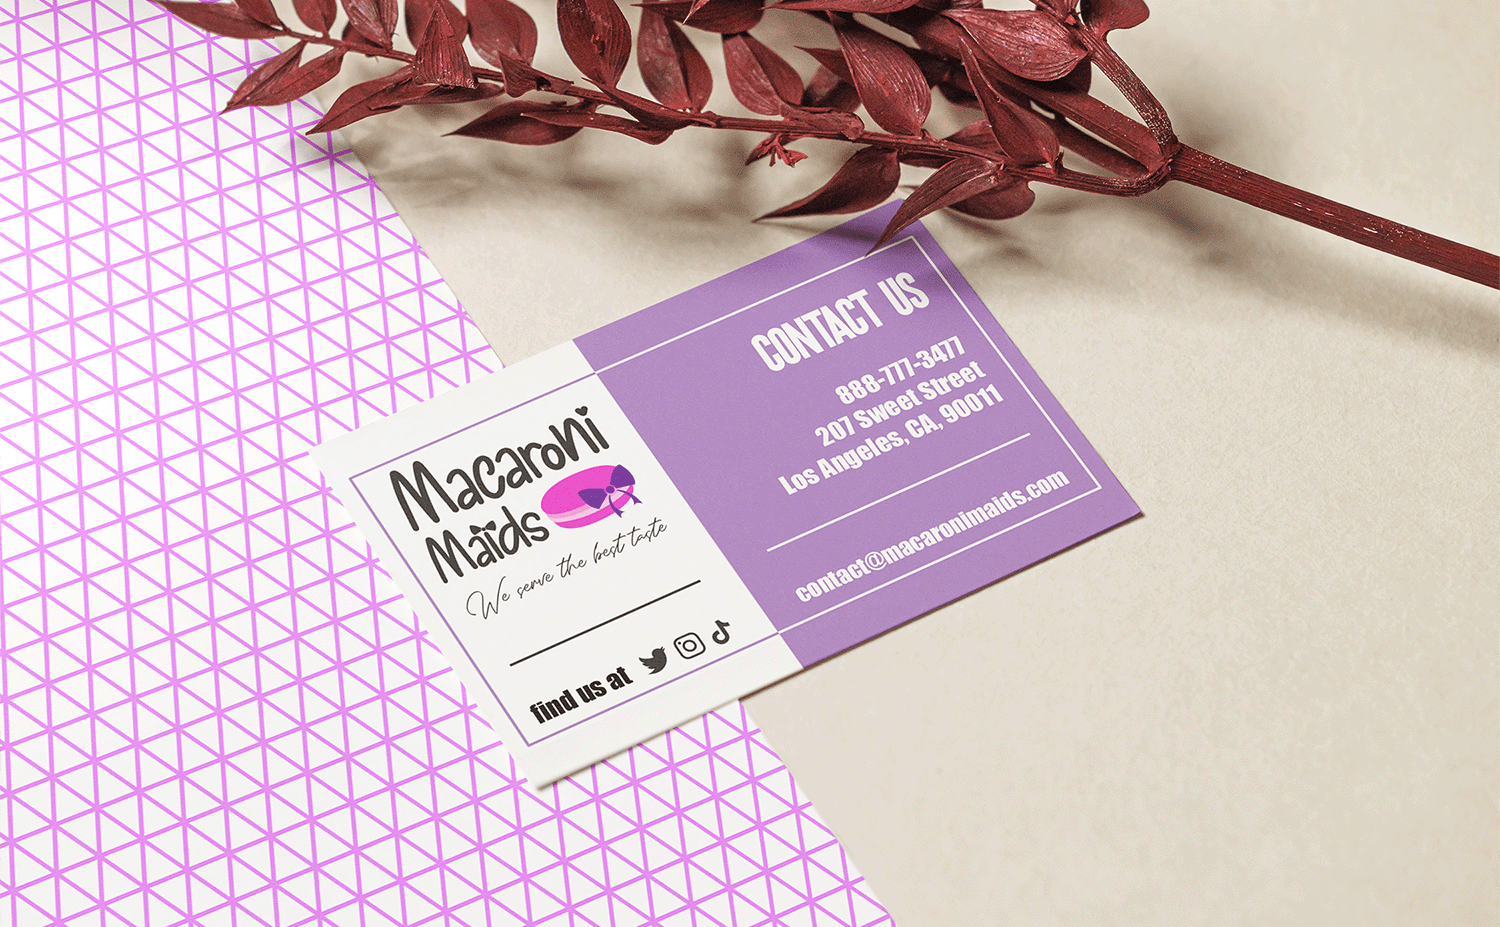 Macaroni
Maids
We serve the best taste
find us at
CONTACT US
888-777-3477
207 Sweet Street
Los Angeles, CA, 90011
contact@macaronimaids.com